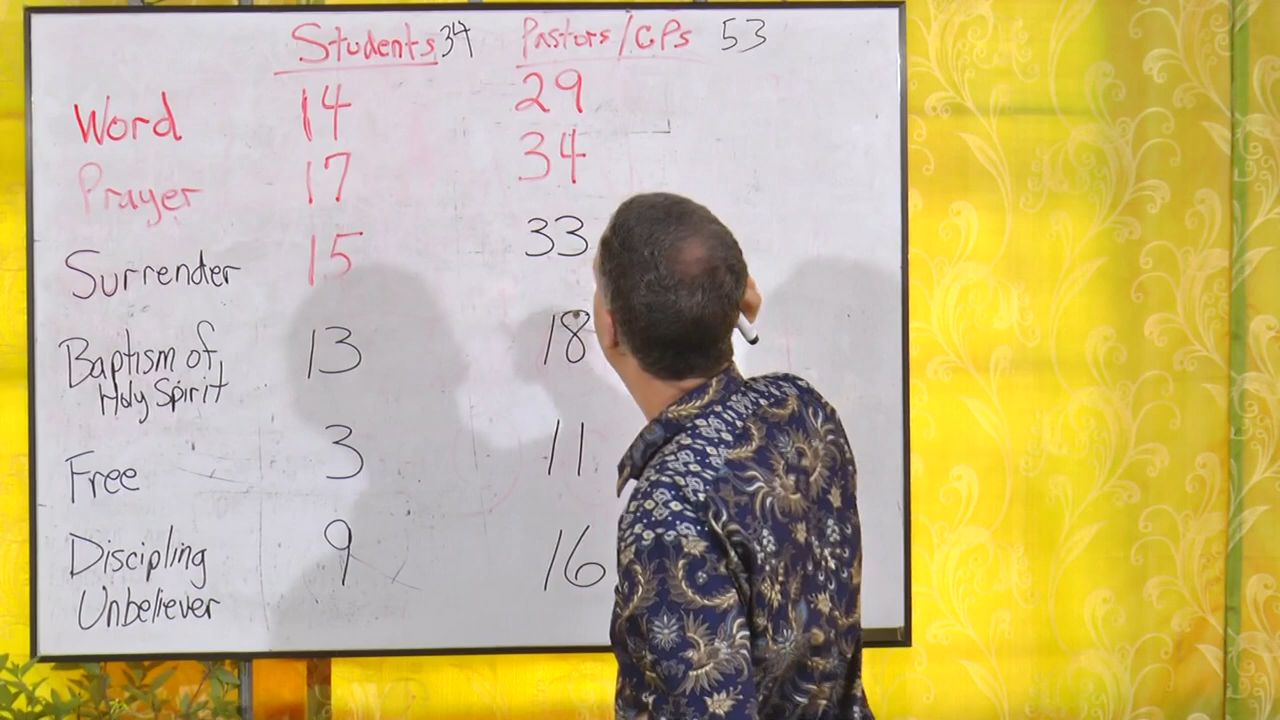 Students 34 Pastors/CPs 53
Word 14 29
Prayer 17 34
Surrender 15 33
Baptism of
Holy Spirit 13 18
Free 3 11
Discipling
Unbeliever 9 16